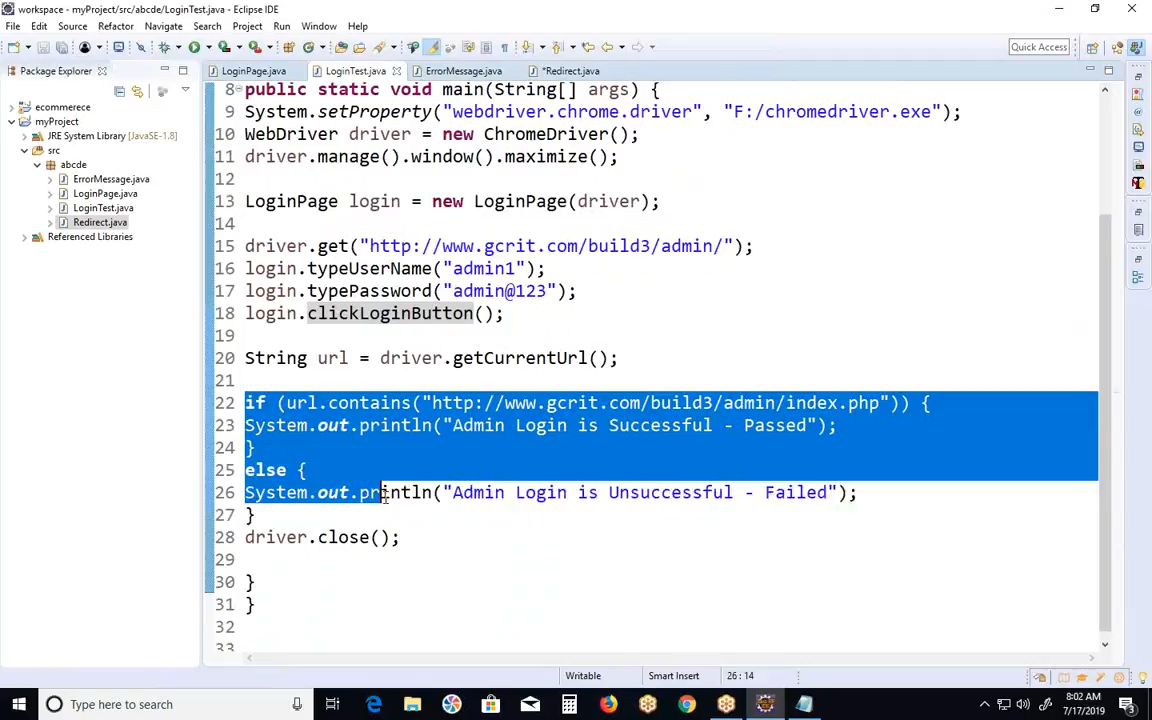 workspace - myProject/src/abcde/LoginTest.java - Eclipse IDE
File Edit Source Refactor Navigate Search Project Run Window Help
Quick Access
Package Explorer
LoginPage.java LoginTest.java ErrorMessage.java *Redirect.java
ecommerece
myProject
JRE System Library [JavaSE-1.8]
src
abcde
ErrorMessage.java
LoginPage.java
LoginTest.java
Redirect.java
Referenced Libraries
8 public static void main(String[] args) {
9 System.setProperty("webdriver.chrome.driver", "F:/chromedriver.exe");
10 WebDriver driver = new ChromeDriver();
11 driver.manage().window().maximize();
12
13 LoginPage login = new LoginPage(driver);
14
15 driver.get("http://www.gcrit.com/build3/admin/");
16 login.typeUserName("admin1");
17 login.typePassword("admin@123");
18 login.clickLoginButton();
19
20 String url = driver.getCurrentUrl();
21
22 if (url.contains("http://www.gcrit.com/build3/admin/index.php")) {
23 System.out.println("Admin Login is Successful - Passed");
24 }
25 else {
26 System.out.println("Admin Login is Unsuccessful - Failed");
27 }
28 driver.close();
29
30 }
31 }
32
33
Writable Smart Insert 26 : 14
Type here to search
8:02 AM
7/17/2019
3